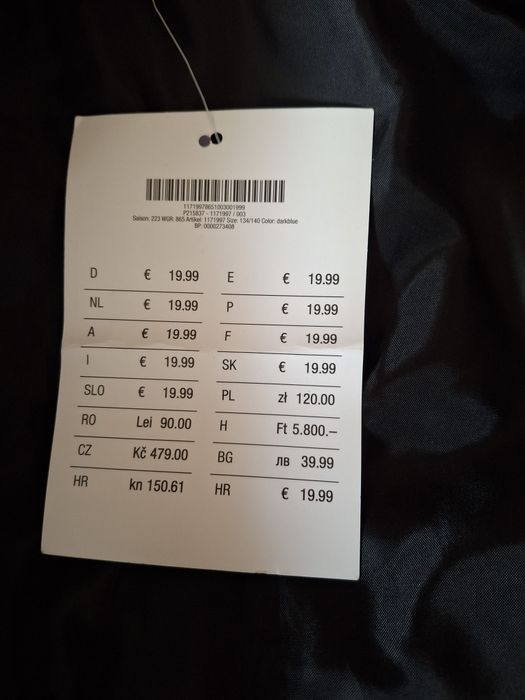 11719978651003001999
P215837 - 1171997 / 003
Saison: 223 WGR: 865 Artikel: 1171997 Size: 134/140 Color: darkblue
BP: 0000273408
D € 19.99 E € 19.99
NL € 19.99 P € 19.99
A € 19.99 F € 19.99
I € 19.99 SK € 19.99
SLO € 19.99 PL zł 120.00
RO Lei 90.00 H Ft 5.800.–
CZ Kč 479.00 BG лв 39.99
HR kn 150.61 HR € 19.99